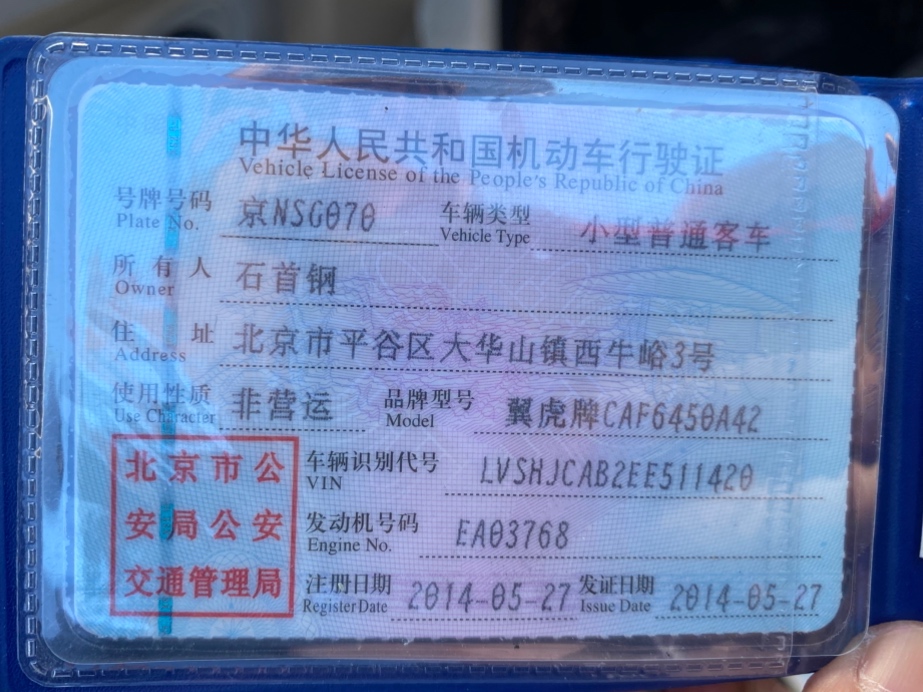 中华人民共和国机动车行驶证
Vehicle License of the People's Republic of China
号牌号码 京NSG070 车辆类型 小型普通客车
Plate No. Vehicle Type
所有人 石首钢
Owner
住址 北京市平谷区大华山镇西牛峪3号
Address
使用性质 非营运 品牌型号 翼虎牌CAF6450A42
Use Character Model
北京市公
安局公安
交通管理局
车辆识别代号 LVSHJCAB2EE511420
VIN
发动机号码 EA03768
Engine No.
注册日期 2014-05-27 发证日期 2014-05-27
Register Date Issue Date